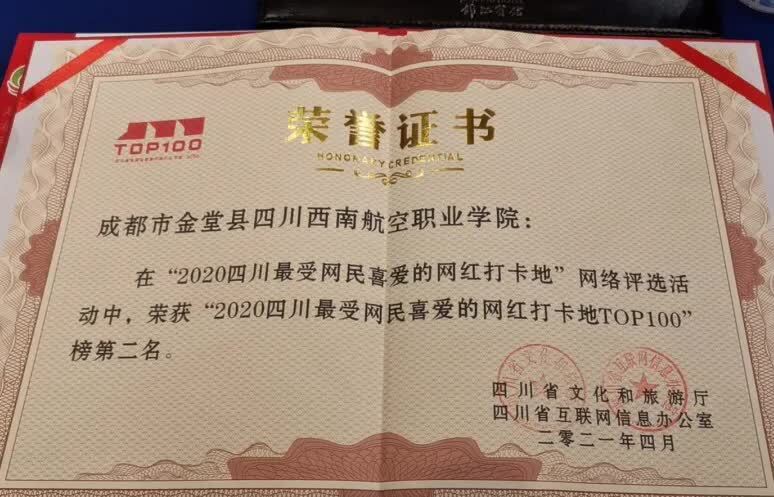 TOP100
荣誉证书
HONORARY CREDENTIAL
成都市金堂县四川西南航空职业学院：
在“2020四川最受网民喜爱的网红打卡地”网络评选活
动中，荣获“2020四川最受网民喜爱的网红打卡地TOP100”
榜第二名。
四川省文化和旅游厅
四川省互联网信息办公室
二零二一年四月